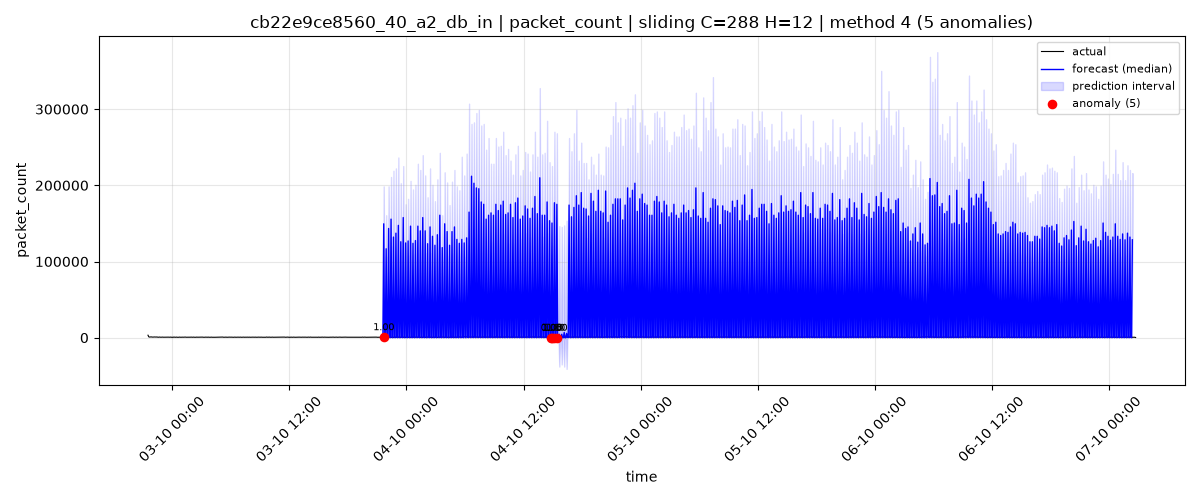 cb22e9ce8560_40_a2_db_in | packet_count | sliding C=288 H=12 | method 4 (5 anomalies)
actual
forecast (median)
prediction interval
anomaly (5)
packet_count
300000
200000
100000
0
1.00
03-10 00:00
03-10 12:00
04-10 00:00
04-10 12:00
05-10 00:00
05-10 12:00
06-10 00:00
06-10 12:00
07-10 00:00
time